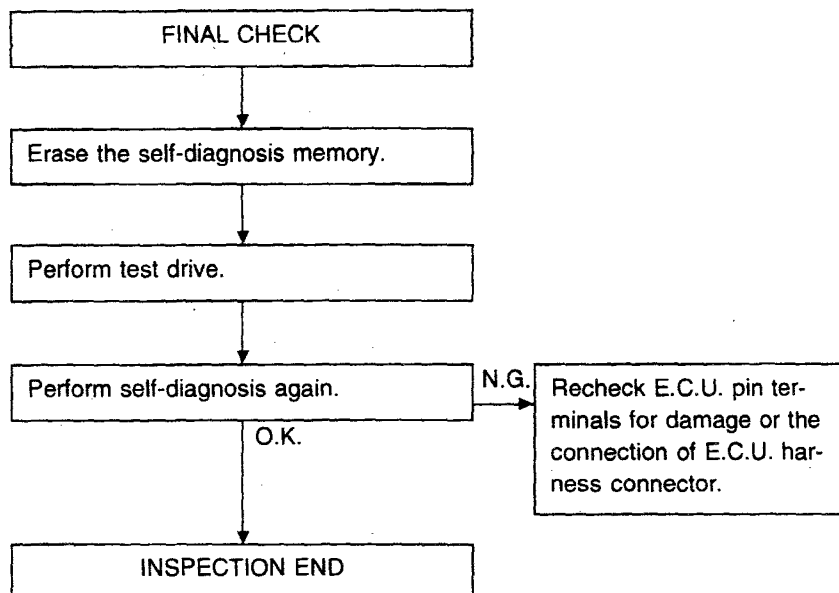 FINAL CHECK
Erase the self-diagnosis memory.
Perform test drive.
Perform self-diagnosis again.
N.G.
Recheck E.C.U. pin ter-
minals for damage or the
connection of E.C.U. har-
ness connector.
O.K.
INSPECTION END